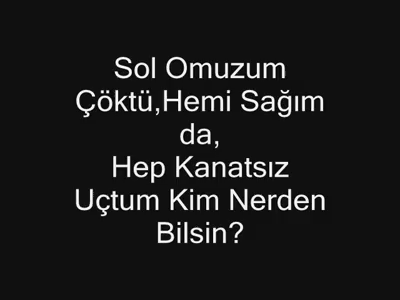 Sol Omuzum
Çöktü,Hemi Sağım
da,
Hep Kanatsız
Uçtum Kim Nerden
Bilsin?